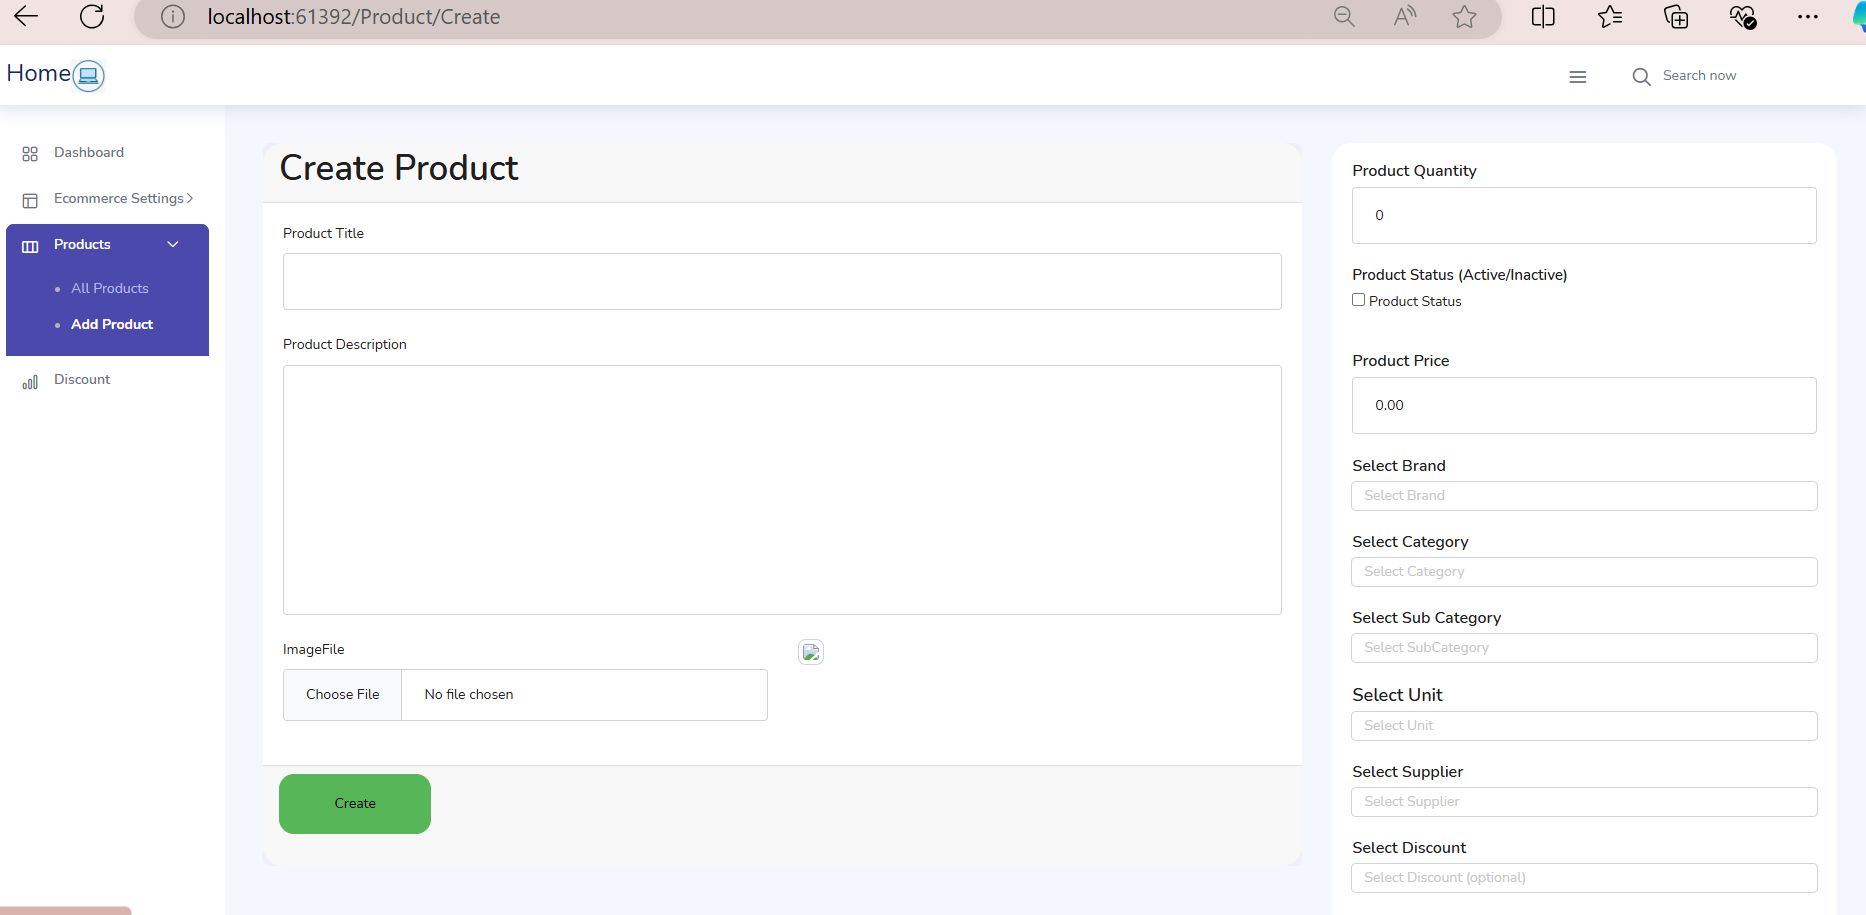 localhost:61392/Product/Create
Home
Search now
Dashboard
Ecommerce Settings
Products
All Products
Add Product
Discount
Create Product
Product Title
Product Description
ImageFile
Choose File No file chosen
Create
Product Quantity
0
Product Status (Active/Inactive)
Product Status
Product Price
0.00
Select Brand
Select Brand
Select Category
Select Category
Select Sub Category
Select SubCategory
Select Unit
Select Unit
Select Supplier
Select Supplier
Select Discount
Select Discount (optional)